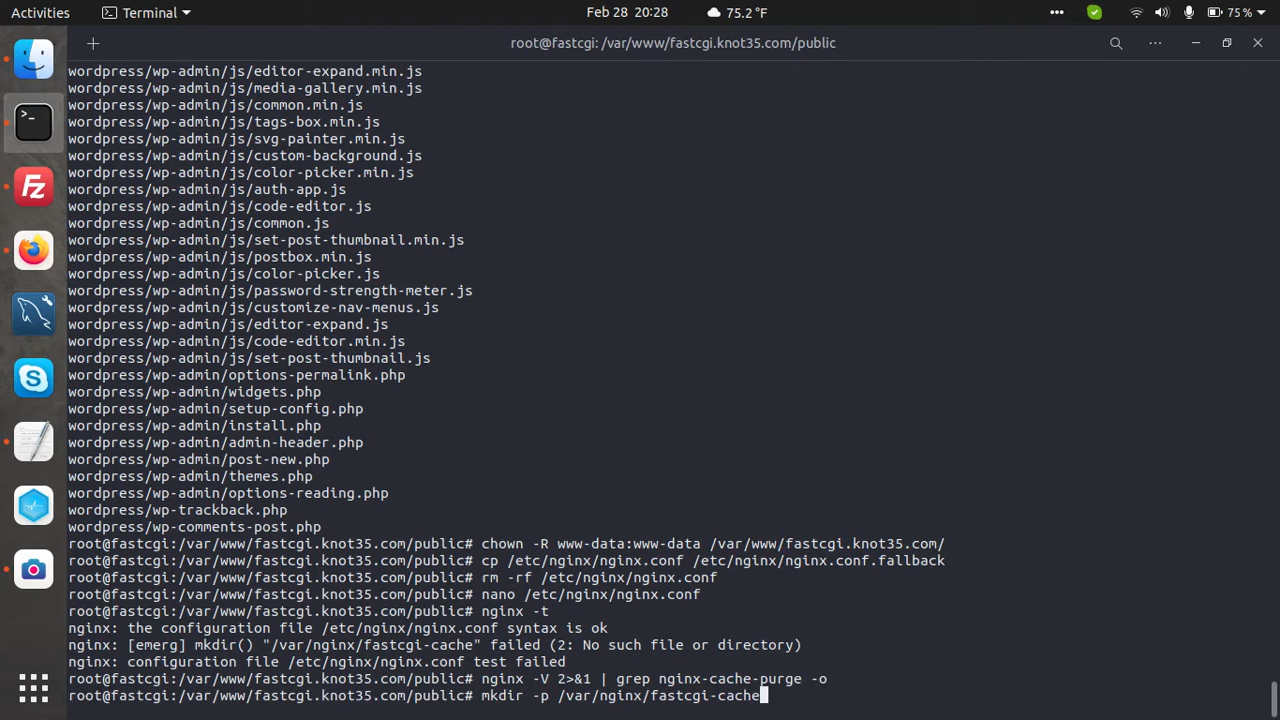 Activities
Terminal
Feb 28 20:28
75.2 °F
75 %
root@fastcgi: /var/www/fastcgi.knot35.com/public
wordpress/wp-admin/js/editor-expand.min.js
wordpress/wp-admin/js/media-gallery.min.js
wordpress/wp-admin/js/common.min.js
wordpress/wp-admin/js/tags-box.min.js
wordpress/wp-admin/js/svg-painter.min.js
wordpress/wp-admin/js/custom-background.js
wordpress/wp-admin/js/color-picker.min.js
wordpress/wp-admin/js/auth-app.js
wordpress/wp-admin/js/code-editor.js
wordpress/wp-admin/js/common.js
wordpress/wp-admin/js/set-post-thumbnail.min.js
wordpress/wp-admin/js/postbox.min.js
wordpress/wp-admin/js/color-picker.js
wordpress/wp-admin/js/password-strength-meter.js
wordpress/wp-admin/js/customize-nav-menus.js
wordpress/wp-admin/js/editor-expand.js
wordpress/wp-admin/js/code-editor.min.js
wordpress/wp-admin/js/set-post-thumbnail.js
wordpress/wp-admin/options-permalink.php
wordpress/wp-admin/widgets.php
wordpress/wp-admin/setup-config.php
wordpress/wp-admin/install.php
wordpress/wp-admin/admin-header.php
wordpress/wp-admin/post-new.php
wordpress/wp-admin/themes.php
wordpress/wp-admin/options-reading.php
wordpress/wp-trackback.php
wordpress/wp-comments-post.php
root@fastcgi:/var/www/fastcgi.knot35.com/public# chown -R www-data:www-data /var/www/fastcgi.knot35.com/
root@fastcgi:/var/www/fastcgi.knot35.com/public# cp /etc/nginx/nginx.conf /etc/nginx/nginx.conf.fallback
root@fastcgi:/var/www/fastcgi.knot35.com/public# rm -rf /etc/nginx/nginx.conf
root@fastcgi:/var/www/fastcgi.knot35.com/public# nano /etc/nginx/nginx.conf
root@fastcgi:/var/www/fastcgi.knot35.com/public# nginx -t
nginx: the configuration file /etc/nginx/nginx.conf syntax is ok
nginx: [emerg] mkdir() "/var/nginx/fastcgi-cache" failed (2: No such file or directory)
nginx: configuration file /etc/nginx/nginx.conf test failed
root@fastcgi:/var/www/fastcgi.knot35.com/public# nginx -V 2>&1 | grep nginx-cache-purge -o
root@fastcgi:/var/www/fastcgi.knot35.com/public# mkdir -p /var/nginx/fastcgi-cache